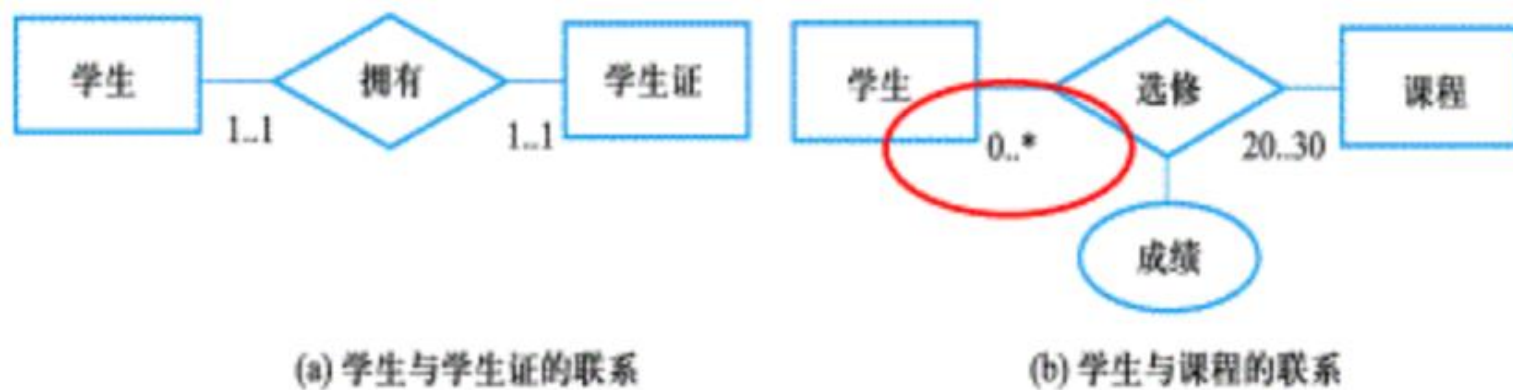 学生 拥有 学生证
1..1 1..1
学生 选修 课程
0..* 20..30
成绩
(a) 学生与学生证的联系
(b) 学生与课程的联系